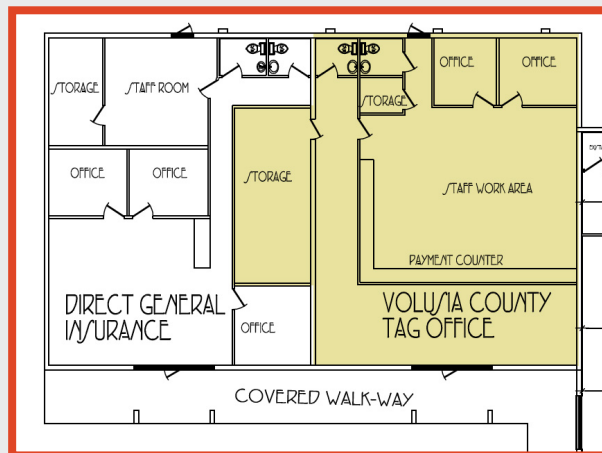 OFFICE
OFFICE
STORAGE
STAFF ROOM
STORAGE
OFFICE
OFFICE
STORAGE
STAFF WORK AREA
PAYMENT COUNTER
DIRECT GENERAL
INSURANCE
OFFICE
VOLUSIA COUNTY
TAG OFFICE
COVERED WALK-WAY